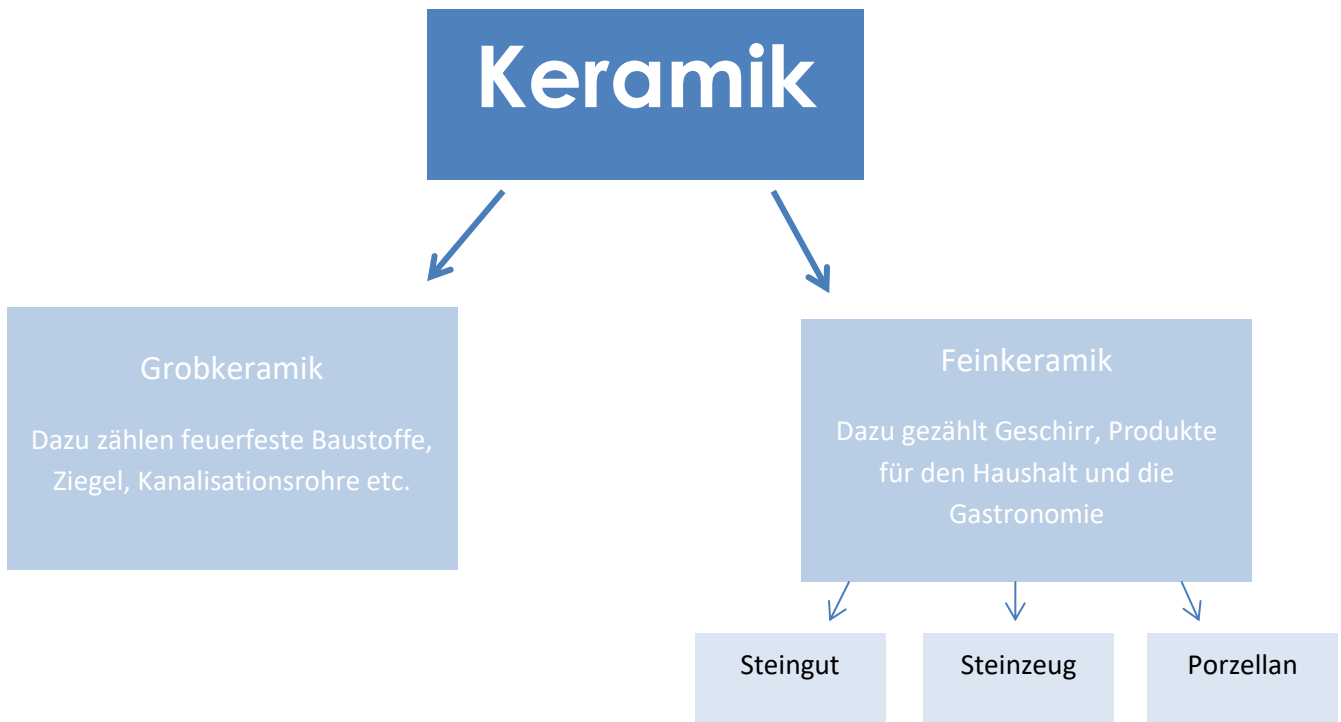 Keramik
Grobkeramik
Dazu zählen feuerfeste Baustoffe,
Ziegel, Kanalisationsrohre etc.
Feinkeramik
Dazu gezählt Geschirr, Produkte
für den Haushalt und die
Gastronomie
Steingut
Steinzeug
Porzellan